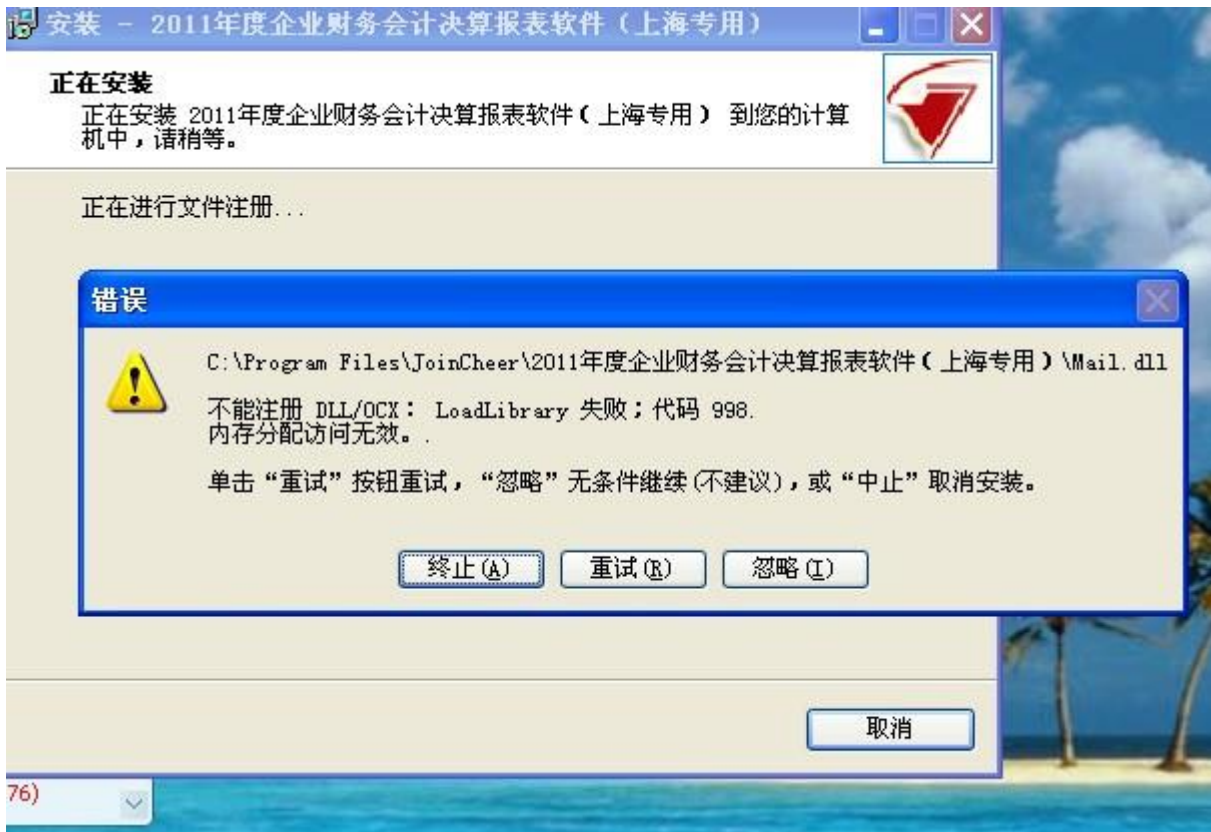 安装 - 2011年度企业财务会计决算报表软件（上海专用）
正在安装
正在安装 2011年度企业财务会计决算报表软件（上海专用） 到您的计算
机中，请稍等。
正在进行文件注册...
错误
C:\Program Files\JoinCheer\2011年度企业财务会计决算报表软件（上海专用）\Mail.dll
不能注册 DLL/OCX： LoadLibrary 失败；代码 998.
内存分配访问无效。.
单击“重试”按钮重试，“忽略”无条件继续(不建议)，或“中止”取消安装。
终止(A) 重试(R) 忽略(I)
取消
76)